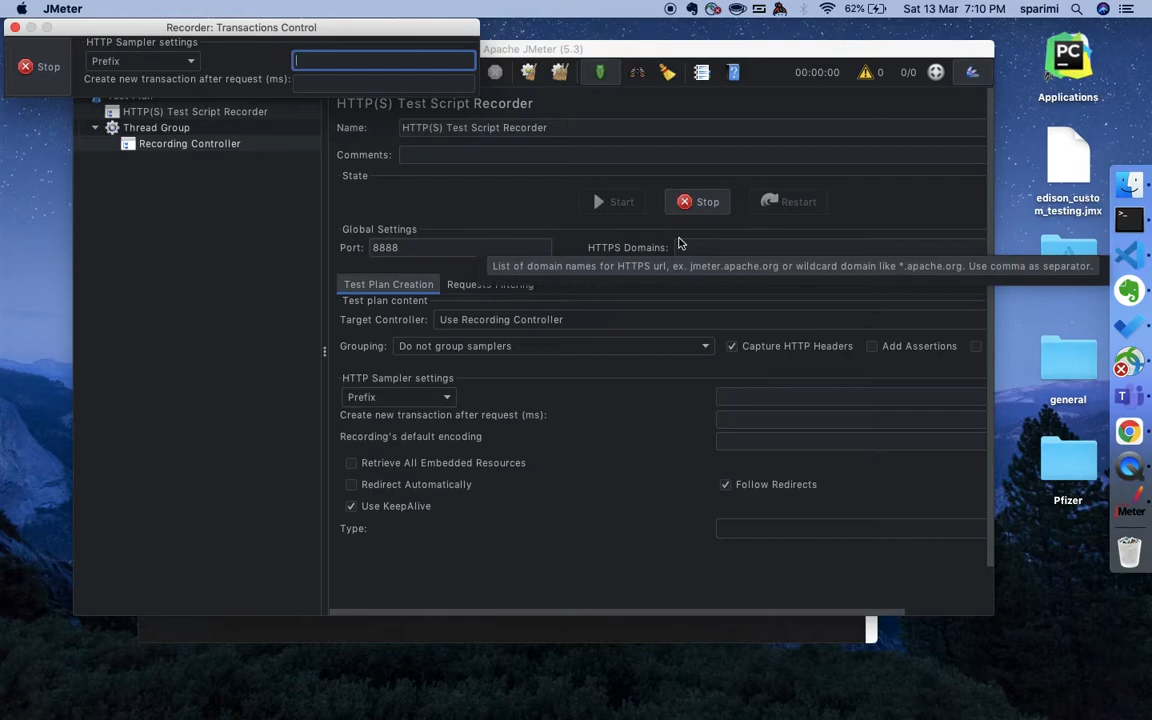 JMeter
62%
Sat 13 Mar 7:10 PM
sparimi
Recorder: Transactions Control
HTTP Sampler settings
Stop
Prefix
Create new transaction after request (ms):
Apache JMeter (5.3)
00:00:00
0
0/0
HTTP(S) Test Script Recorder
Thread Group
Recording Controller
HTTP(S) Test Script Recorder
Name:
HTTP(S) Test Script Recorder
Comments:
State
Start
Stop
Restart
Global Settings
Port:
8888
HTTPS Domains:
List of domain names for HTTPS url, ex. jmeter.apache.org or wildcard domain like *.apache.org. Use comma as separator.
Test Plan Creation
Requests Filtering
Test plan content
Target Controller:
Use Recording Controller
Grouping:
Do not group samplers
Capture HTTP Headers
Add Assertions
HTTP Sampler settings
Prefix
Create new transaction after request (ms):
Recording's default encoding
Retrieve All Embedded Resources
Redirect Automatically
Follow Redirects
Use KeepAlive
Type:
PC
Applications
edison_custo
m_testing.jmx
general
Pfizer
JMeter